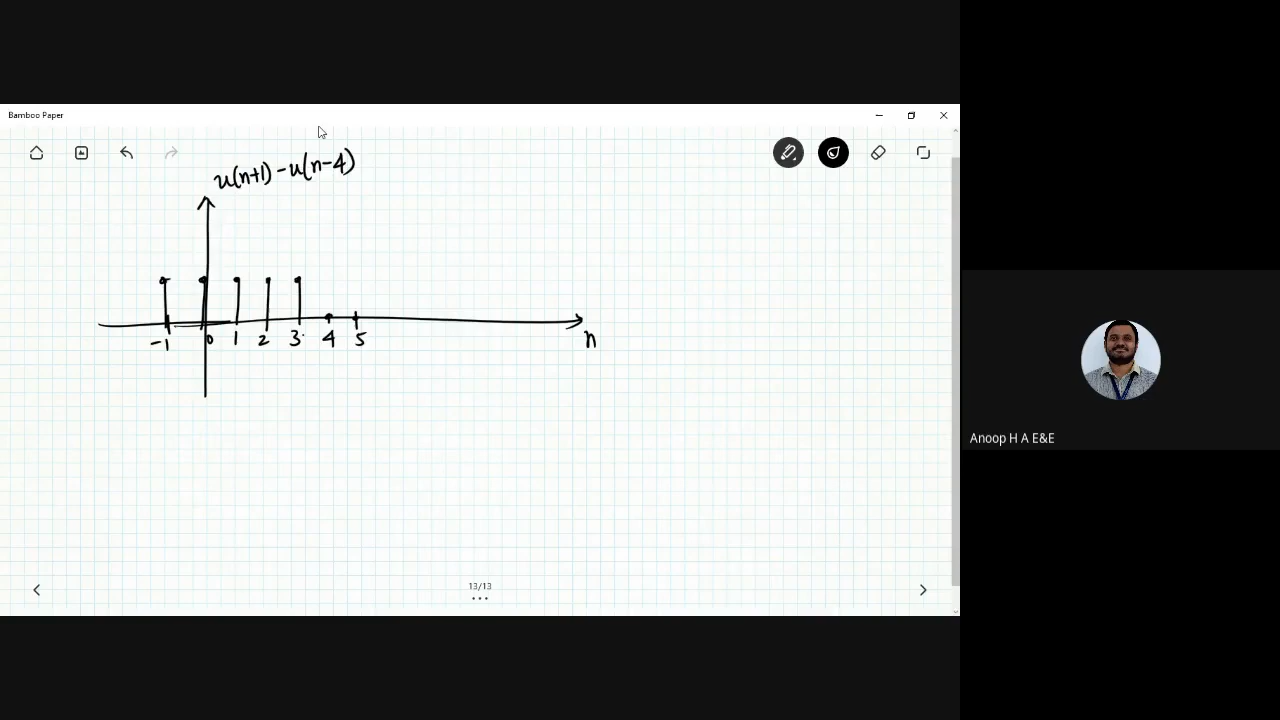 Bamboo Paper
u(n+1) -u(n-4)
-1 0 1 2 3 4 5
n
Anoop H A E&E
13/13